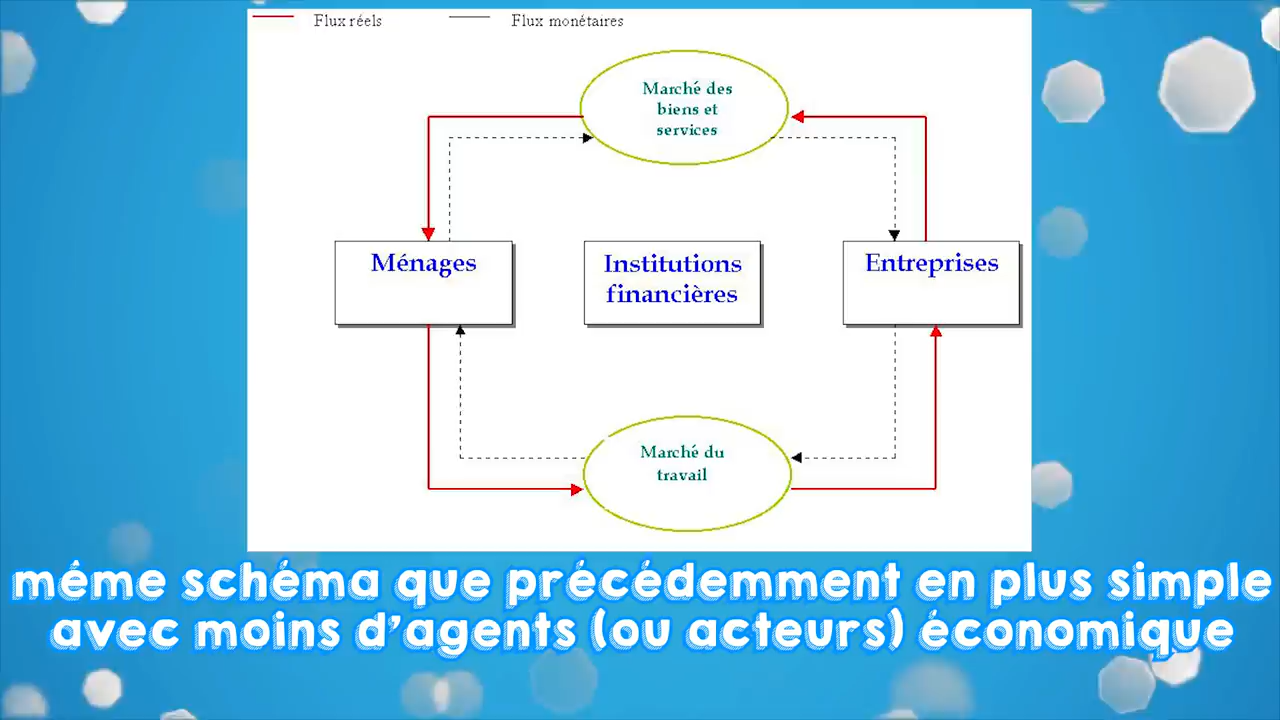 Flux réels
Flux monétaires
Marché des
biens et
services
Ménages
Institutions
financières
Entreprises
Marché du
travail
même schéma que précédemment en plus simple
avec moins d'agents (ou acteurs) économique